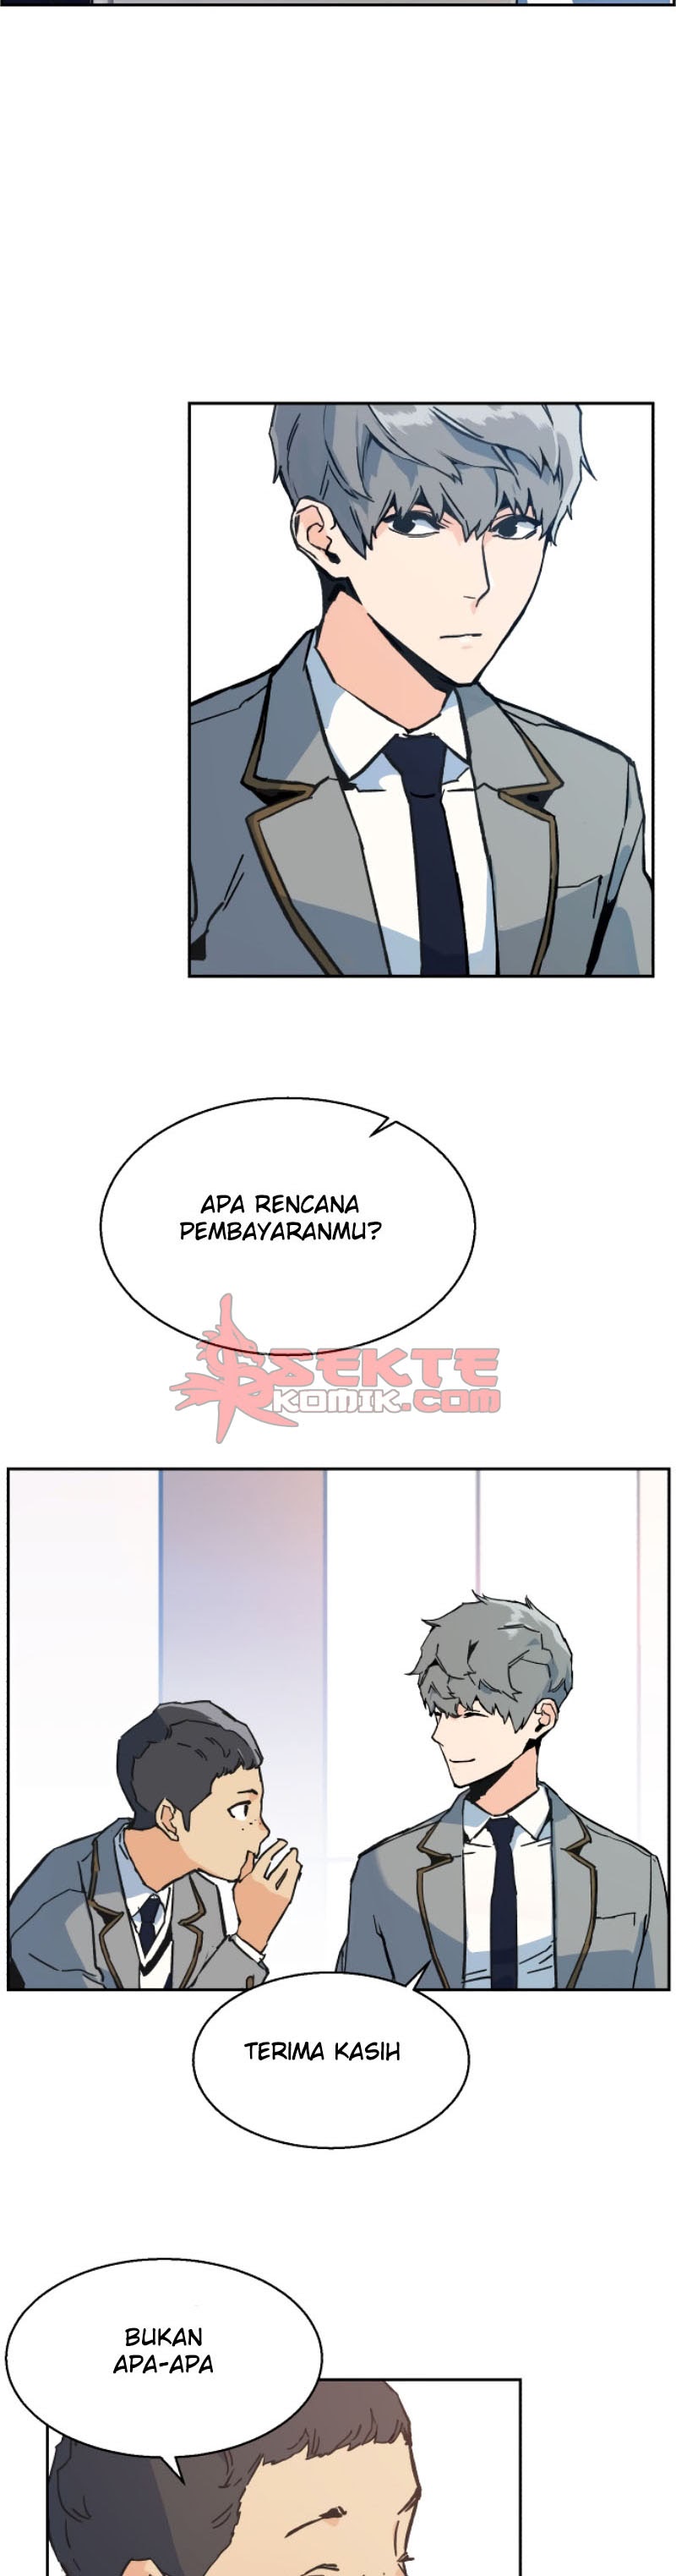 APA RENCANA
PEMBAYARANMU?
SEKTE
KOMIK.COM
TERIMA KASIH
BUKAN
APA-APA